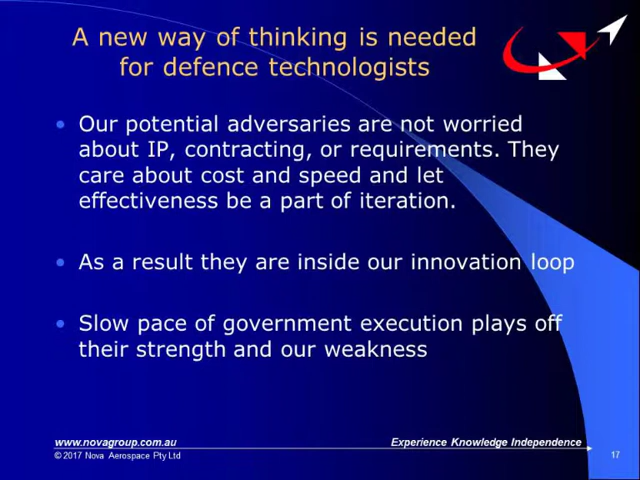 A new way of thinking is needed
for defence technologists
• Our potential adversaries are not worried
about IP, contracting, or requirements. They
care about cost and speed and let
effectiveness be a part of iteration.
• As a result they are inside our innovation loop
• Slow pace of government execution plays off
their strength and our weakness
www.novagroup.com.au
Experience Knowledge Independence
© 2017 Nova Aerospace Pty Ltd
17